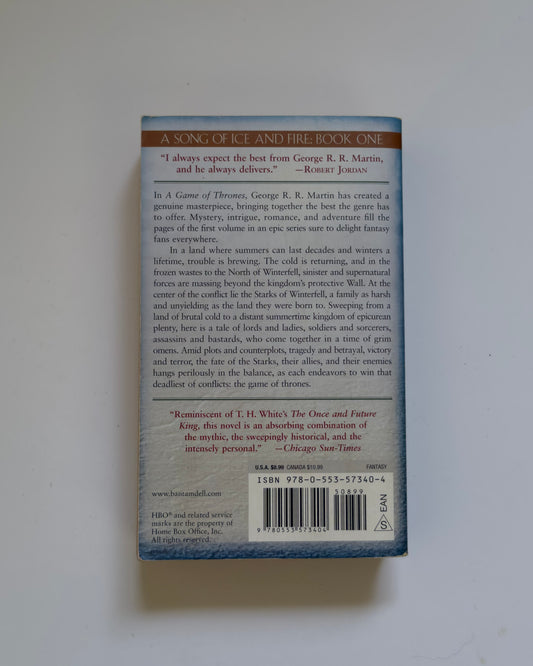 A SONG OF ICE AND FIRE: BOOK ONE
“I always expect the best from George R. R. Martin,
and he always delivers.” —ROBERT JORDAN
In A Game of Thrones, George R. R. Martin has created a
genuine masterpiece, bringing together the best the genre has
to offer. Mystery, intrigue, romance, and adventure fill the
pages of the first volume in an epic series sure to delight fantasy
fans everywhere.
In a land where summers can last decades and winters a
lifetime, trouble is brewing. The cold is returning, and in the
frozen wastes to the North of Winterfell, sinister and supernatural
forces are massing beyond the kingdom’s protective Wall. At the
center of the conflict lie the Starks of Winterfell, a family as harsh
and unyielding as the land they were born to. Sweeping from a
land of brutal cold to a distant summertime kingdom of epicurean
plenty, here is a tale of lords and ladies, soldiers and sorcerers,
assassins and bastards, who come together in a time of grim
omens. Amid plots and counterplots, tragedy and betrayal, victory
and terror, the fate of the Starks, their allies, and their enemies
hangs perilously in the balance, as each endeavors to win that
deadliest of conflicts: the game of thrones.
“Reminiscent of T. H. White’s The Once and Future
King, this novel is an absorbing combination of
the mythic, the sweepingly historical, and the
intensely personal.” —Chicago Sun-Times
U.S.A. $8.99 CANADA $10.99 FANTASY
ISBN 978-0-553-57340-4
50899
www.bantamdell.com
HBO® and related service
marks are the property of
Home Box Office, Inc.
All rights reserved.
9 780553 573404
S EAN